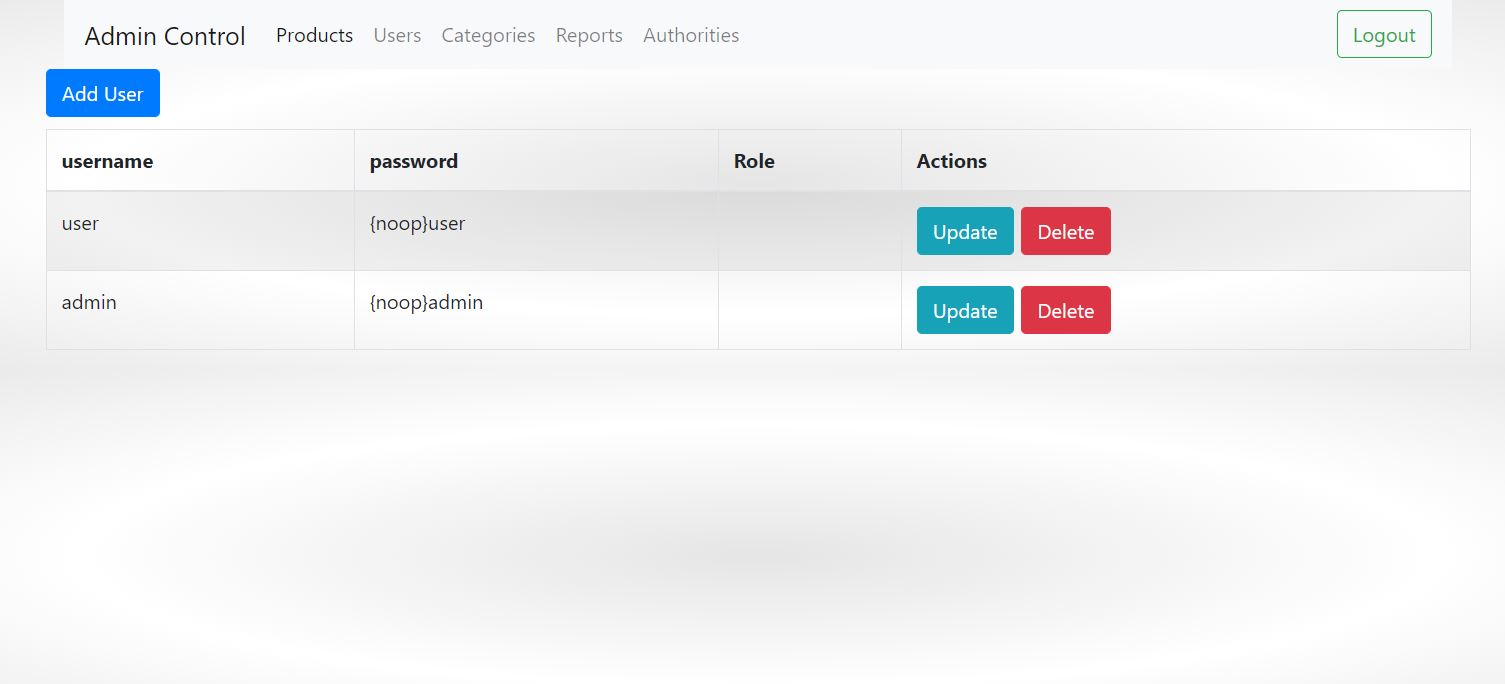 Admin Control Products Users Categories Reports Authorities Logout
Add User
username password Role Actions
user {noop}user Update Delete
admin {noop}admin Update Delete